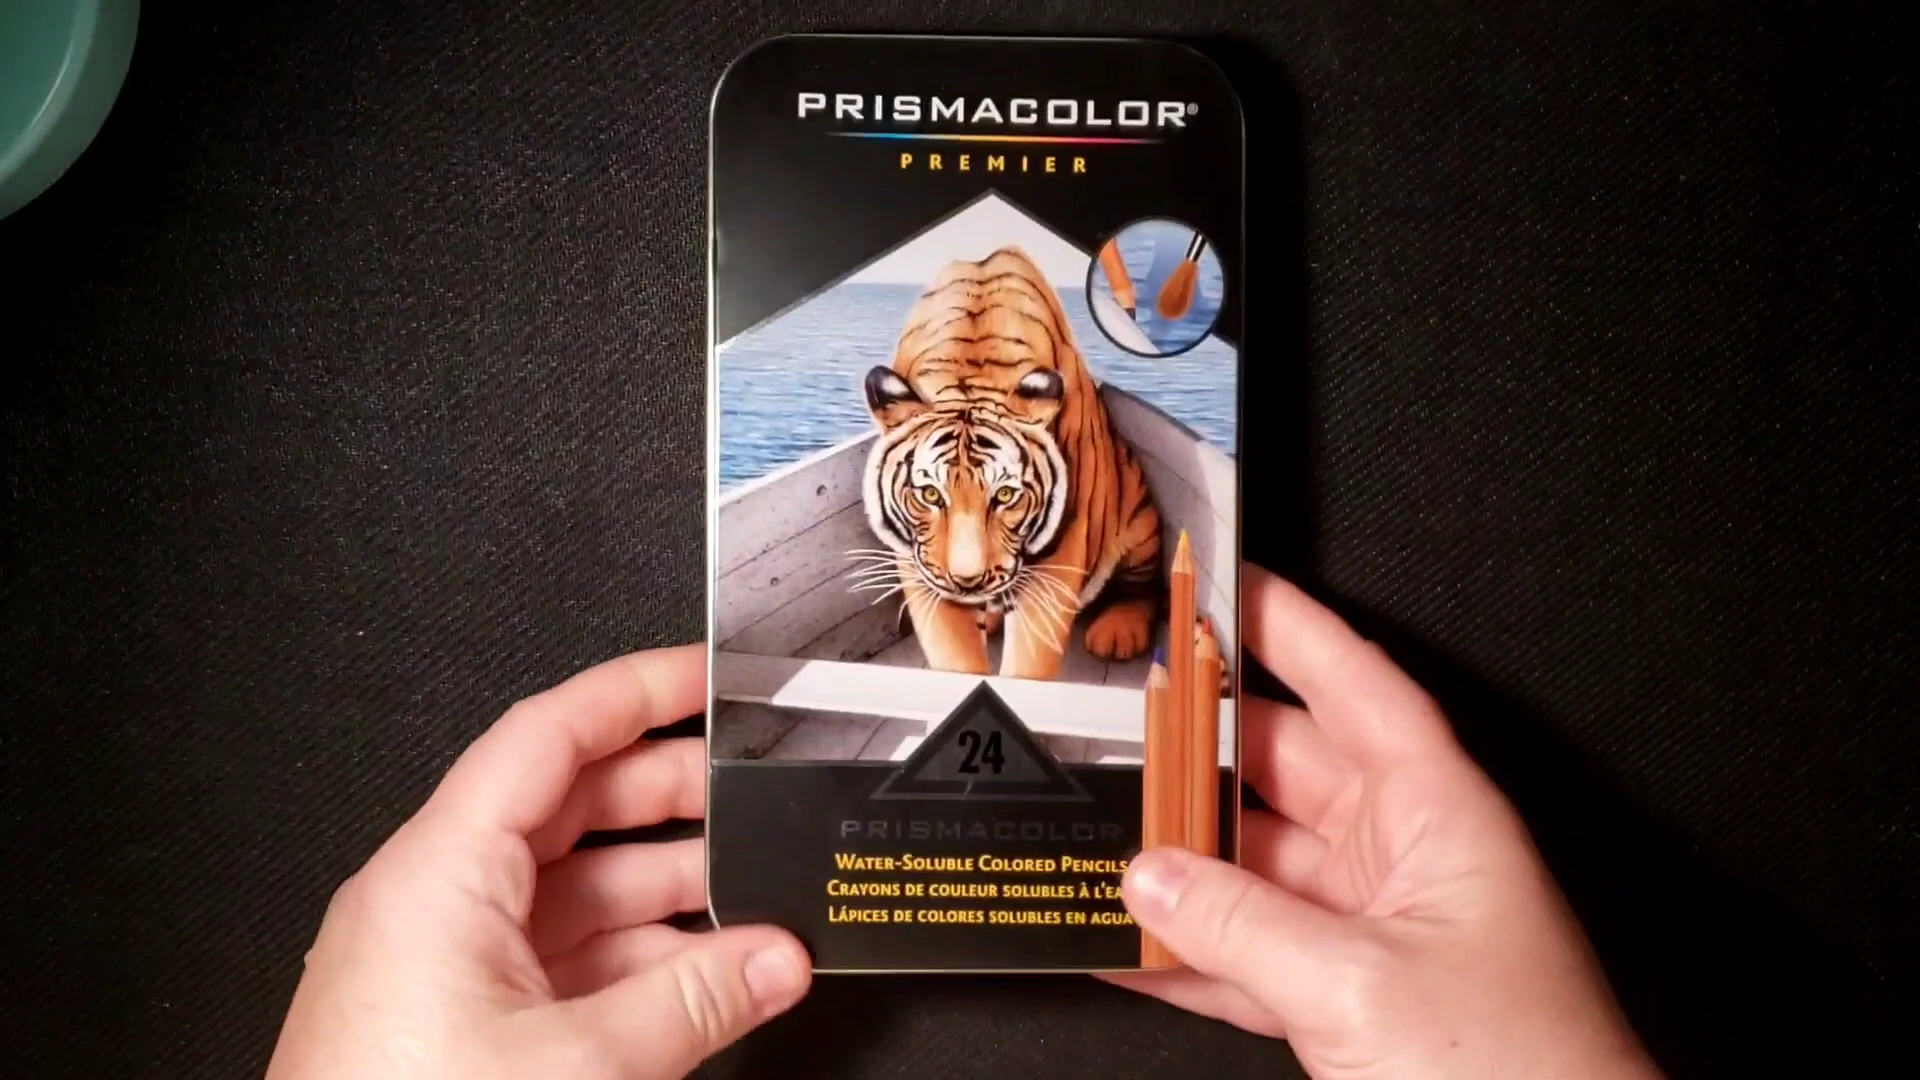 PRISMACOLOR®
PREMIER
24
PRISMACOLOR
WATER-SOLUBLE COLORED PENCILS
CRAYONS DE COULEUR SOLUBLES À L'EA
LÁPICES DE COLORES SOLUBLES EN AGUA